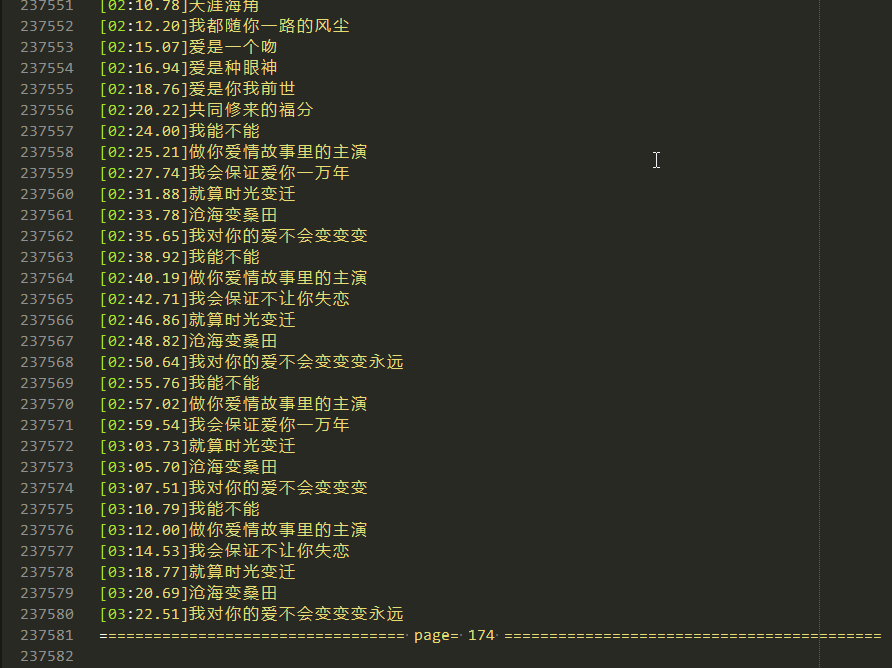 237551 [02:10.78]天涯海角
237552 [02:12.20]我都随你一路的风尘
237553 [02:15.07]爱是一个吻
237554 [02:16.94]爱是种眼神
237555 [02:18.76]爱是你我前世
237556 [02:20.22]共同修来的福分
237557 [02:24.00]我能不能
237558 [02:25.21]做你爱情故事里的主演
237559 [02:27.74]我会保证爱你一万年
237560 [02:31.88]就算时光变迁
237561 [02:33.78]沧海变桑田
237562 [02:35.65]我对你的爱不会变变变
237563 [02:38.92]我能不能
237564 [02:40.19]做你爱情故事里的主演
237565 [02:42.71]我会保证不让你失恋
237566 [02:46.86]就算时光变迁
237567 [02:48.82]沧海变桑田
237568 [02:50.64]我对你的爱不会变变变永远
237569 [02:55.76]我能不能
237570 [02:57.02]做你爱情故事里的主演
237571 [02:59.54]我会保证爱你一万年
237572 [03:03.73]就算时光变迁
237573 [03:05.70]沧海变桑田
237574 [03:07.51]我对你的爱不会变变变
237575 [03:10.79]我能不能
237576 [03:12.00]做你爱情故事里的主演
237577 [03:14.53]我会保证不让你失恋
237578 [03:18.77]就算时光变迁
237579 [03:20.69]沧海变桑田
237580 [03:22.51]我对你的爱不会变变变永远
237581 ================================== page= 174 ==========================================
237582